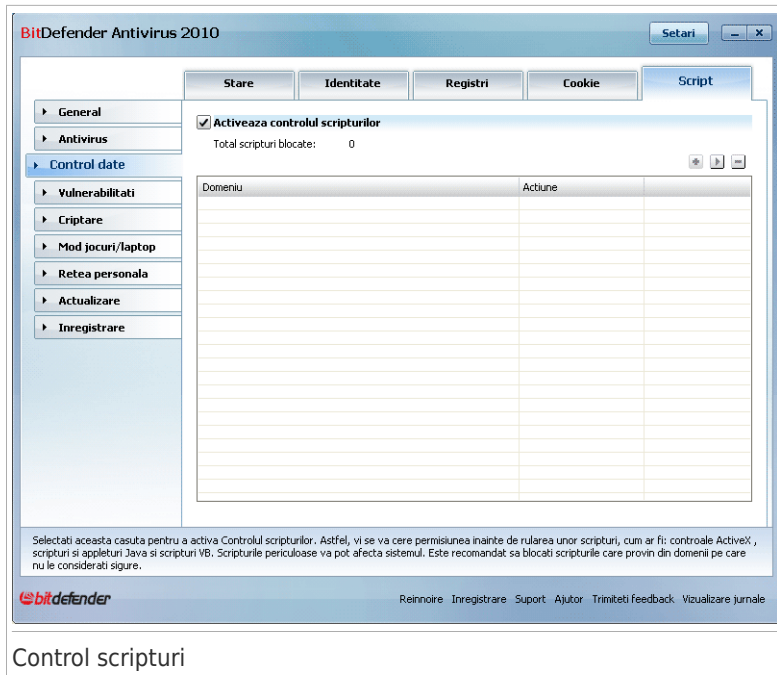 BitDefender Antivirus 2010
Setari
Stare
Identitate
Registri
Cookie
Script
General
Antivirus
Control date
Vulnerabilitati
Criptare
Mod jocuri/laptop
Retea personala
Actualizare
Inregistrare
Activeaza controlul scripturilor
Total scripturi blocate: 0
Domeniu
Actiune
Selectati aceasta casuta pentru a activa Controlul scripturilor. Astfel, vi se va cere permisiunea inainte de rularea unor scripturi, cum ar fi: controale ActiveX ,
scripturi si appleturi Java si scripturi VB. Scripturile periculoase va pot afecta sistemul. Este recomandat sa blocati scripturile care provin din domenii pe care
nu le considerati sigure.
bitdefender
Reinnoire Inregistrare Suport Ajutor Trimiteti feedback Vizualizare jurnale
Control scripturi